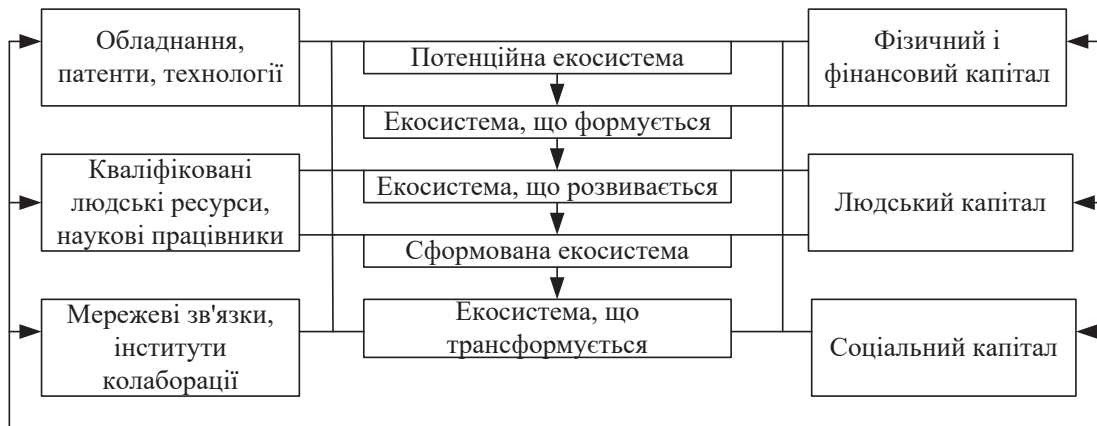 Обладнання,
патенти, технології
Потенційна екосистема
Фізичний і
фінансовий капітал
Екосистема, що формується
Кваліфіковані
людські ресурси,
наукові працівники
Екосистема, що розвивається
Людський капітал
Сформована екосистема
Мережеві зв'язки,
інститути
колаборації
Екосистема, що
трансформується
Соціальний капітал